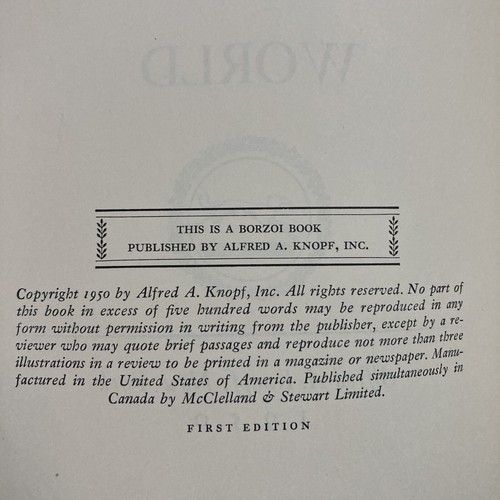 WORLD
THIS IS A BORZOI BOOK
PUBLISHED BY ALFRED A. KNOPF, INC.
Copyright 1950 by Alfred A. Knopf, Inc. All rights reserved. No part of
this book in excess of five hundred words may be reproduced in any
form without permission in writing from the publisher, except by a re-
viewer who may quote brief passages and reproduce not more than three
illustrations in a review to be printed in a magazine or newspaper. Manu-
factured in the United States of America. Published simultaneously in
Canada by McClelland & Stewart Limited.
FIRST EDITION